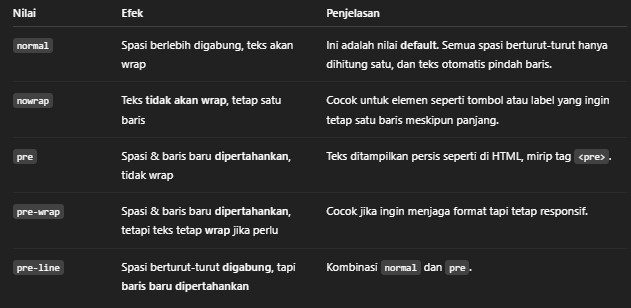 Nilai Efek Penjelasan
normal Spasi berlebih digabung, teks akan Ini adalah nilai default. Semua spasi berturut-turut hanya
wrap dihitung satu, dan teks otomatis pindah baris.
nowrap Teks tidak akan wrap, tetap satu Cocok untuk elemen seperti tombol atau label yang ingin
baris tetap satu baris meskipun panjang.
pre Spasi & baris baru dipertahankan, Teks ditampilkan persis seperti di HTML, mirip tag <pre>.
tidak wrap
pre-wrap Spasi & baris baru dipertahankan, Cocok jika ingin menjaga format tapi tetap responsif.
tetapi teks tetap wrap jika perlu
pre-line Spasi berturut-turut digabung, tapi Kombinasi normal dan pre.
baris baru dipertahankan